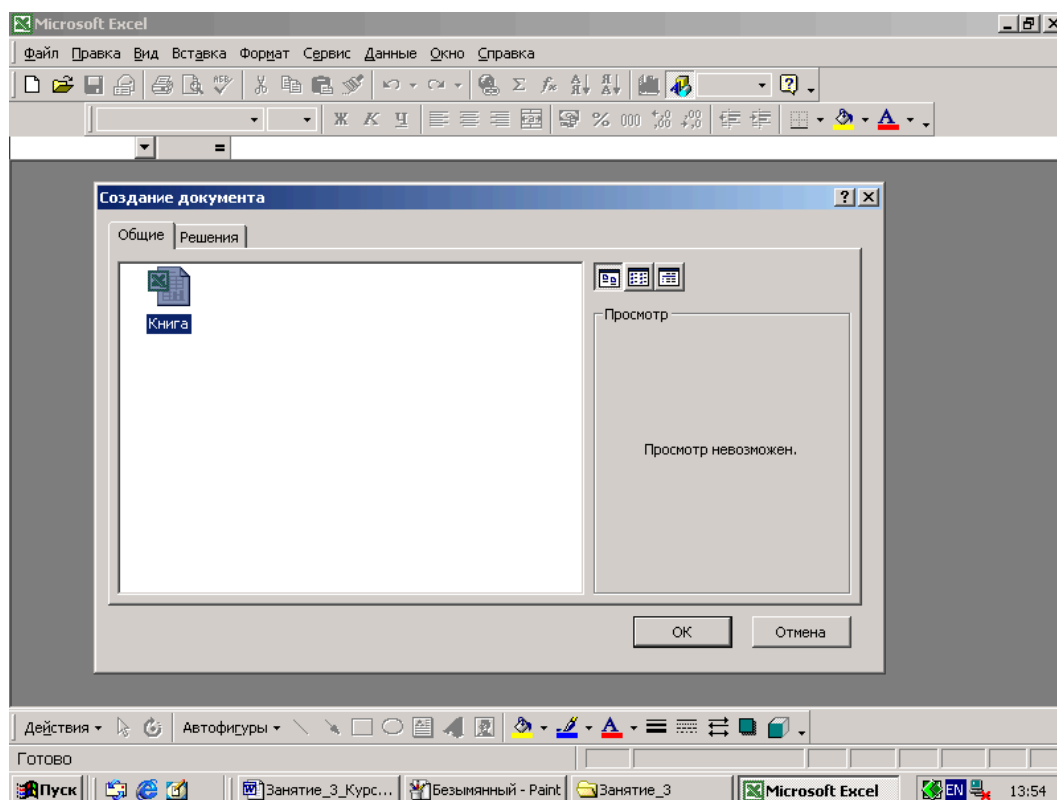 Microsoft Excel
Файл Правка Вид Вставка Формат Сервис Данные Окно Справка
Ж К Ч % 000
=
Создание документа
Общие Решения
Книга
Просмотр
Просмотр невозможен.
ОК Отмена
Действия Автофигуры
Готово
Пуск Занятие_3_Курс... Безымянный - Paint Занятие_3 Microsoft Excel EN 13:54